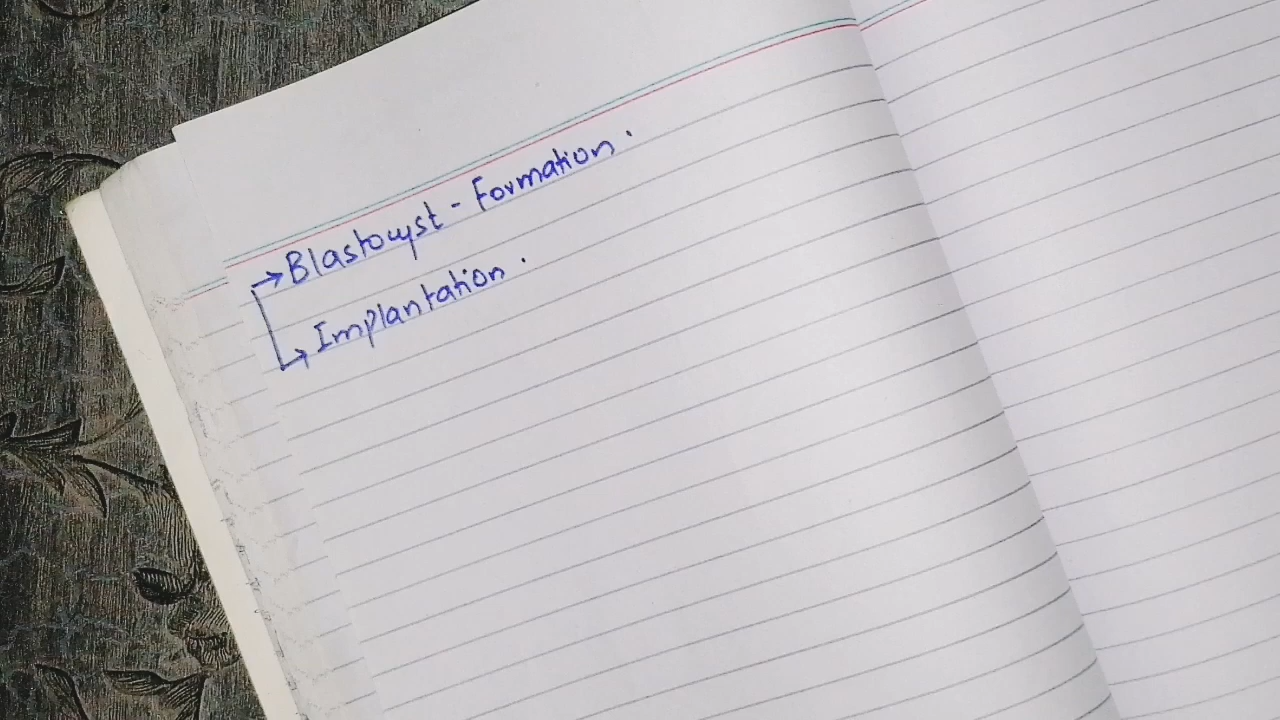 → Blastocyst - Formation.
→ Implantation.